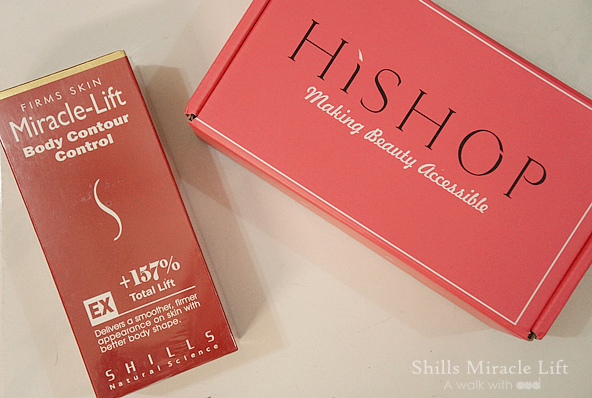 FIRMS SKIN
Miracle-Lift
Body Contour
Control
S
+157%
Total Lift
EX
Delivers a smoother, firmer
appearance on skin with
better body shape.
SHILLS
Natural Science
HìSHOP
Making Beauty Accessible
Shills Miracle Lift
A walk with